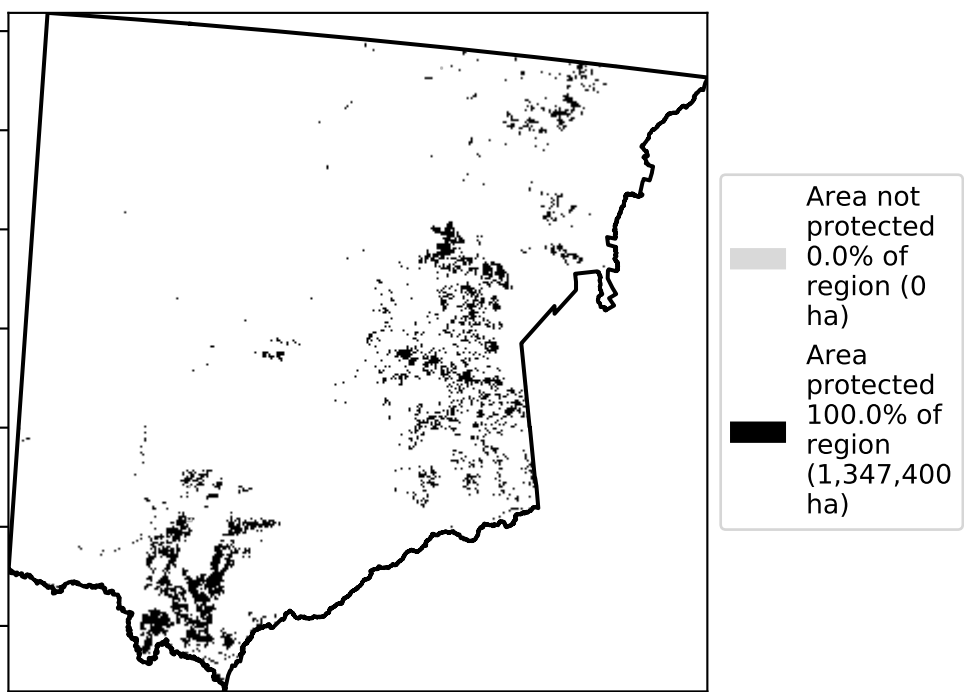 Area not
protected
0.0% of
region (0
ha)
Area
protected
100.0% of
region
(1,347,400
ha)